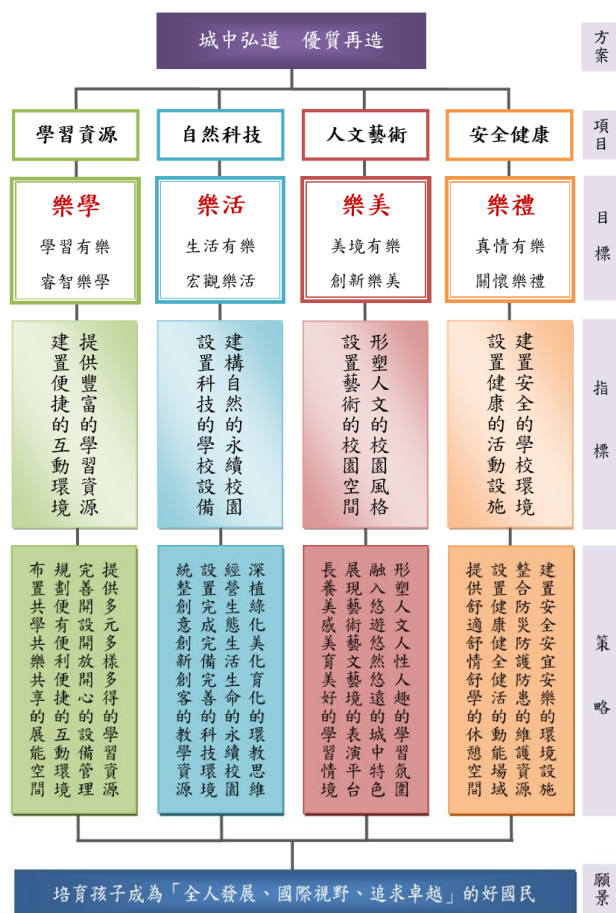 城中弘道　優質再造
方案
學習資源
自然科技
人文藝術
安全健康
項目
樂學
學習有樂
睿智樂學
樂活
生活有樂
宏觀樂活
樂美
美境有樂
創新樂美
樂禮
真情有樂
關懷樂禮
目標
提供豐富的學習資源
建置便捷的互動環境
建構自然的永續校園
設置科技的學校設備
形塑人文的校園風格
設置藝術的校園空間
建置安全的學校環境
設置健康的活動設施
指標
提供多元多樣多得的學習資源
完善開設開放開心的設備管理
規劃便有便利便捷的互動環境
布置共學共樂共享的展能空間
深植綠化美化育化的環教思維
經營生態生活生命的永續校園
設置完成完備完善的科技環境
統整創意創新創客的教學資源
形塑人文人性人趣的學習氛圍
融入悠遊悠然悠遠的城中特色
展現藝術藝文藝境的表演平台
長養美感美育美好的學習情境
建置安全安宜安樂的環境設施
整合防災防護防患的維護資源
設置健康健全健活的動能場域
提供舒適舒情舒學的休憩空間
策略
培育孩子成為「全人發展、國際視野、追求卓越」的好國民
願景